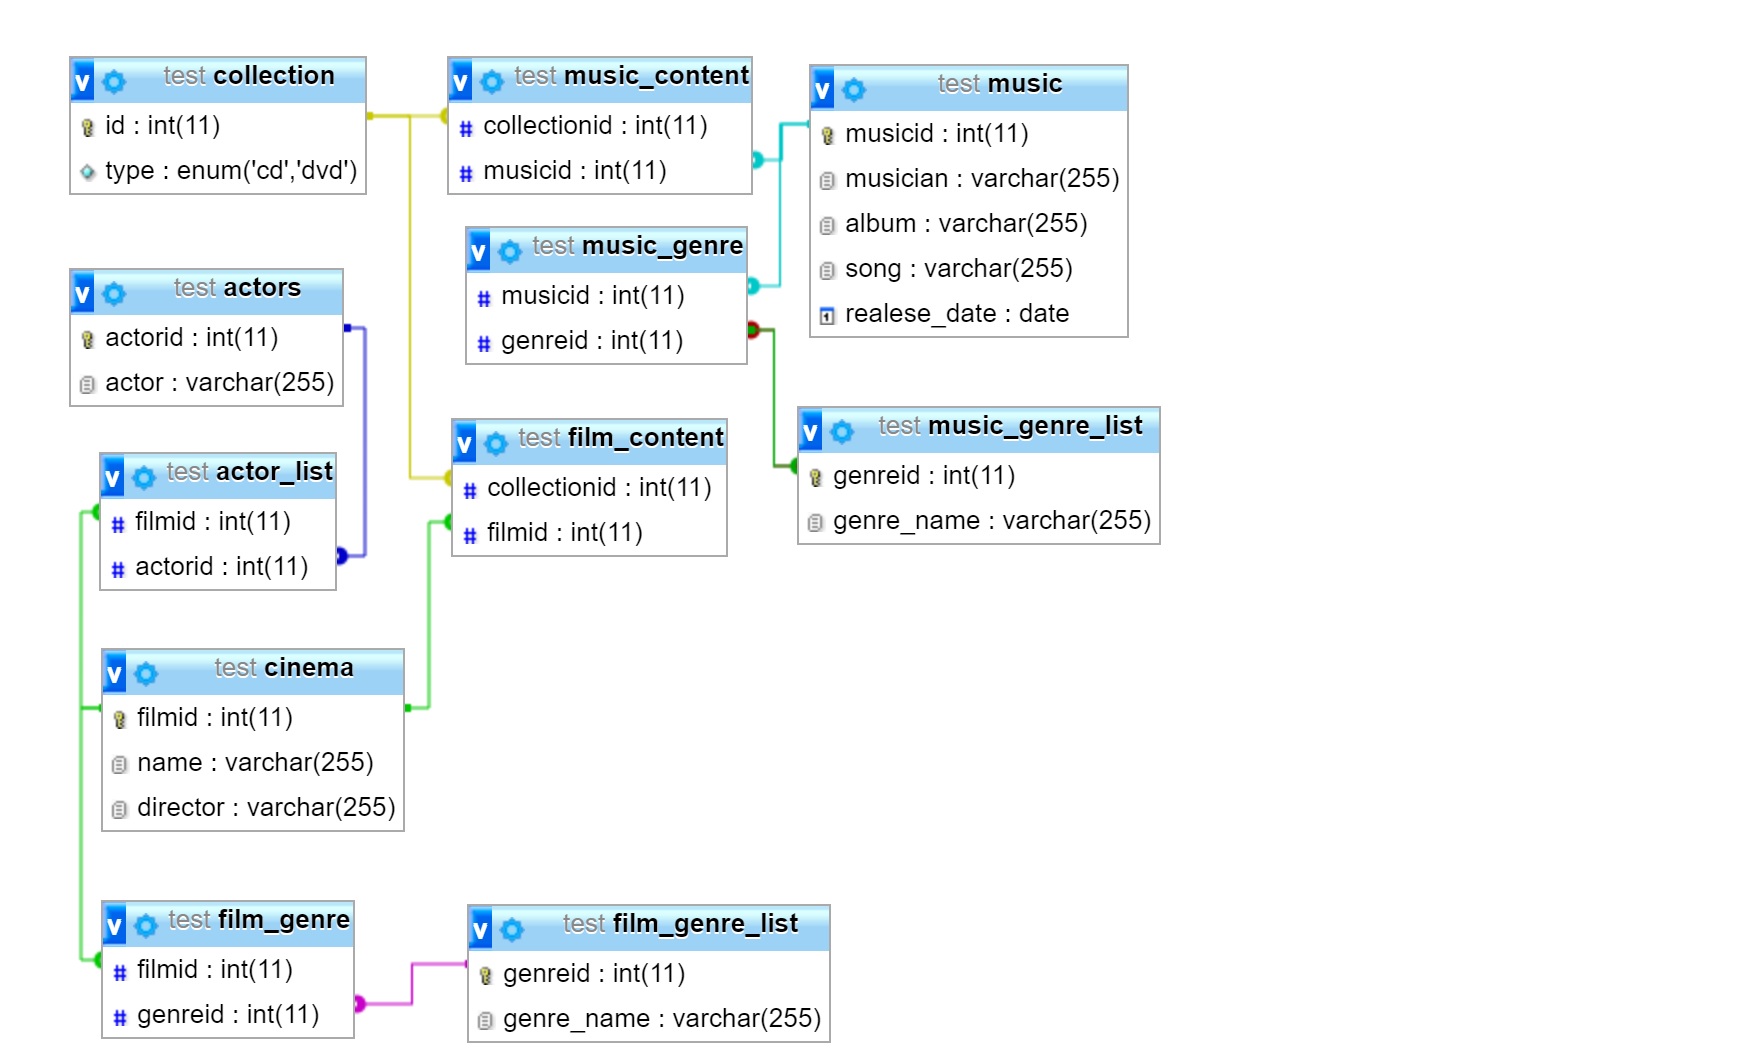 v test collection
id : int(11)
type : enum('cd','dvd')
v test music_content
collectionid : int(11)
musicid : int(11)
v test music
musicid : int(11)
musician : varchar(255)
album : varchar(255)
song : varchar(255)
realese_date : date
v test music_genre
musicid : int(11)
genreid : int(11)
v test actors
actorid : int(11)
actor : varchar(255)
v test music_genre_list
genreid : int(11)
genre_name : varchar(255)
v test film_content
collectionid : int(11)
filmid : int(11)
v test actor_list
filmid : int(11)
actorid : int(11)
v test cinema
filmid : int(11)
name : varchar(255)
director : varchar(255)
v test film_genre
filmid : int(11)
genreid : int(11)
v test film_genre_list
genreid : int(11)
genre_name : varchar(255)